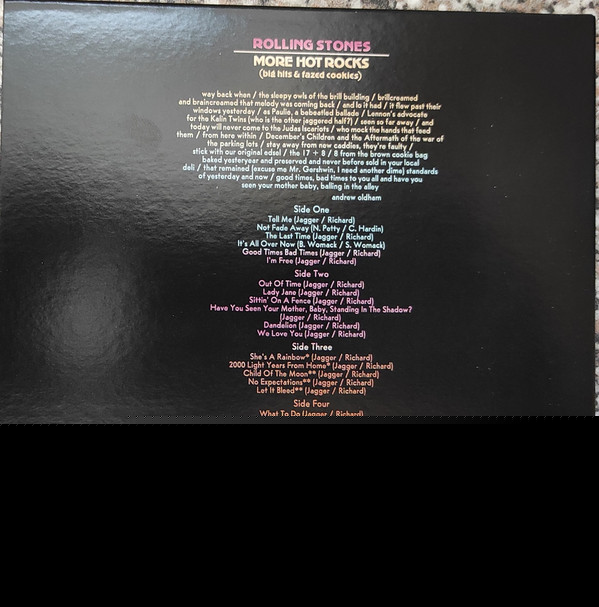 ROLLING STONES
MORE HOT ROCKS
(big hits & fazed cookies)
way back when / the sleepy owls of the brill building / brillcreamed
and braincreamed that melody was coming back / and lo it had / it flew past their
windows yesterday / as Paulie, a bebeatled ballade / Lennon's advocate
for the Kalin Twins (who is the other jaggered half?) / seen so far away / and
today will never come to the Judas Iscariots / who mock the hands that feed
them / from here within / December's Children and the Aftermath of the war of
the parking lots / stay away from new caddies, they're faulty /
stick with our original edsel / the 17 + 8 / 8 from the brown cookie bag
baked yesteryear and preserved and never before sold in your local
deli / that remained (excuse me Mr. Gershwin, I need another dime) standards
of yesterday and now / good times, bad times to you all and have you
seen your mother baby, balling in the alley
andrew oldham
Side One
Tell Me (Jagger / Richard)
Not Fade Away (N. Petty / C. Hardin)
The Last Time (Jagger / Richard)
It's All Over Now (B. Womack / S. Womack)
Good Times Bad Times (Jagger / Richard)
I'm Free (Jagger / Richard)
Side Two
Out Of Time (Jagger / Richard)
Lady Jane (Jagger / Richard)
Sittin' On A Fence (Jagger / Richard)
Have You Seen Your Mother, Baby, Standing In The Shadow?
(Jagger / Richard)
Dandelion (Jagger / Richard)
We Love You (Jagger / Richard)
Side Three
She's A Rainbow* (Jagger / Richard)
2000 Light Years From Home* (Jagger / Richard)
Child Of The Moon** (Jagger / Richard)
No Expectations** (Jagger / Richard)
Let It Bleed** (Jagger / Richard)
Side Four
What To Do (Jagger / Richard)